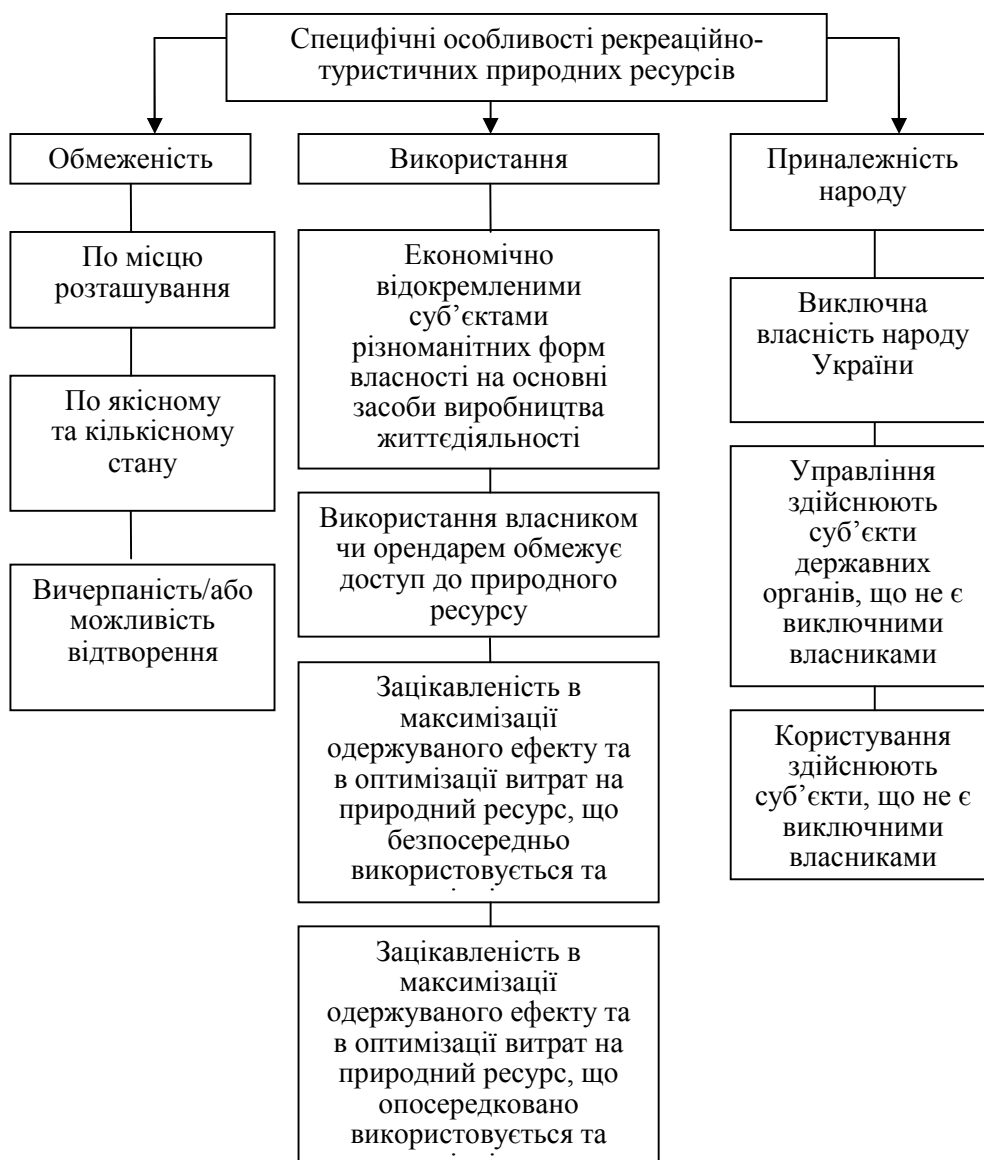 Специфічні особливості рекреаційно-
туристичних природних ресурсів
Обмеженість
По місцю
розташування
По якісному
та кількісному
стану
Вичерпаність/або
можливість
відтворення
Використання
Економічно
відокремленими
суб’єктами
різноманітних форм
власності на основні
засоби виробництва
життєдіяльності
Використання власником
чи орендарем обмежує
доступ до природного
ресурсу
Зацікавленість в
максимізації
одержуваного ефекту та
в оптимізації витрат на
природний ресурс, що
безпосередньо
використовується та
Зацікавленість в
максимізації
одержуваного ефекту та
в оптимізації витрат на
природний ресурс, що
опосередковано
використовується та
Приналежність
народу
Виключна
власність народу
України
Управління
здійснюють
суб’єкти
державних
органів, що не є
виключними
власниками
Користування
здійснюють
суб’єкти, що не є
виключними
власниками